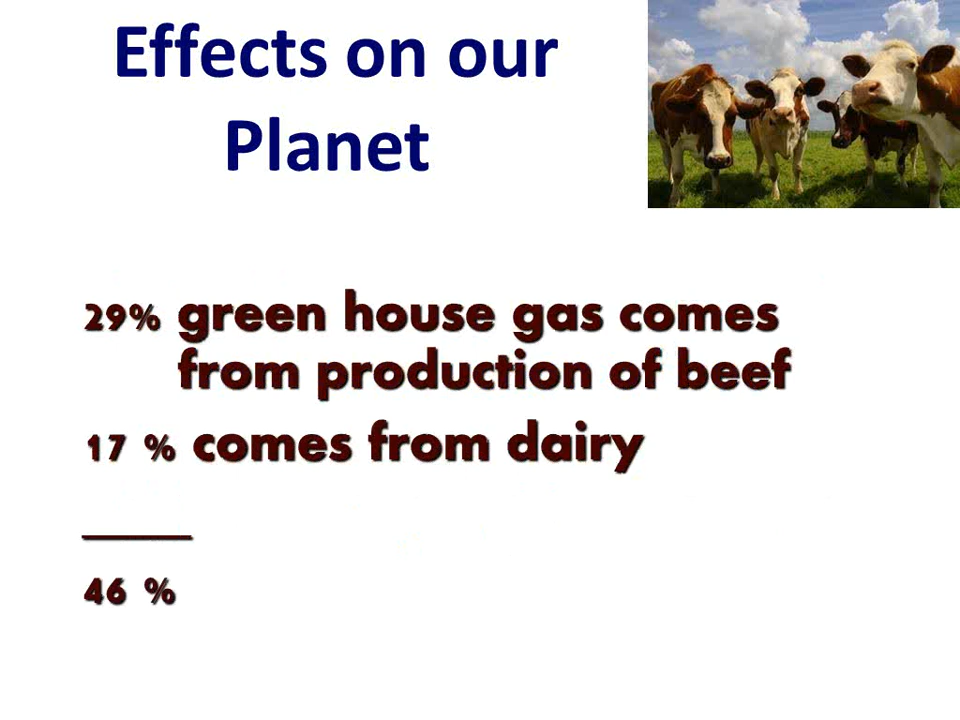 Effects on our
Planet
29% green house gas comes
from production of beef
17 % comes from dairy
46 %